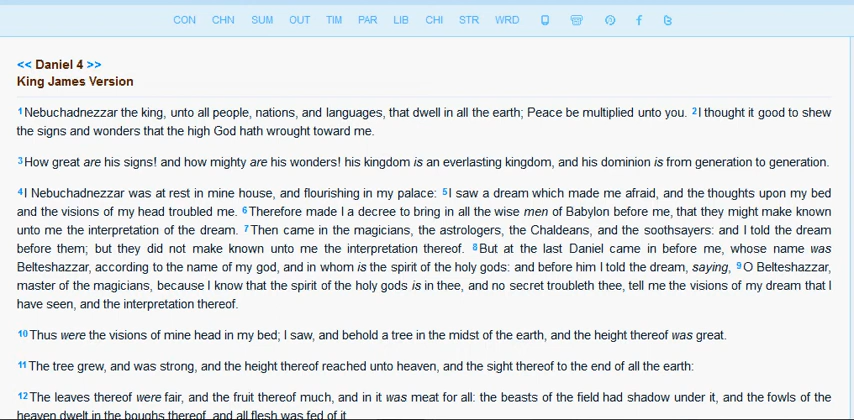 CON CHN SUM OUT TIM PAR LIB CHI STR WRD
<< Daniel 4 >>
King James Version
1Nebuchadnezzar the king, unto all people, nations, and languages, that dwell in all the earth; Peace be multiplied unto you. 2I thought it good to shew
the signs and wonders that the high God hath wrought toward me.
3How great are his signs! and how mighty are his wonders! his kingdom is an everlasting kingdom, and his dominion is from generation to generation.
4I Nebuchadnezzar was at rest in mine house, and flourishing in my palace: 5I saw a dream which made me afraid, and the thoughts upon my bed
and the visions of my head troubled me. 6Therefore made I a decree to bring in all the wise men of Babylon before me, that they might make known
unto me the interpretation of the dream. 7Then came in the magicians, the astrologers, the Chaldeans, and the soothsayers: and I told the dream
before them; but they did not make known unto me the interpretation thereof. 8But at the last Daniel came in before me, whose name was
Belteshazzar, according to the name of my god, and in whom is the spirit of the holy gods: and before him I told the dream, saying, 9O Belteshazzar,
master of the magicians, because I know that the spirit of the holy gods is in thee, and no secret troubleth thee, tell me the visions of my dream that I
have seen, and the interpretation thereof.
10Thus were the visions of mine head in my bed; I saw, and behold a tree in the midst of the earth, and the height thereof was great.
11The tree grew, and was strong, and the height thereof reached unto heaven, and the sight thereof to the end of all the earth:
12The leaves thereof were fair, and the fruit thereof much, and in it was meat for all: the beasts of the field had shadow under it, and the fowls of the
heaven dwelt in the boughs thereof, and all flesh was fed of it